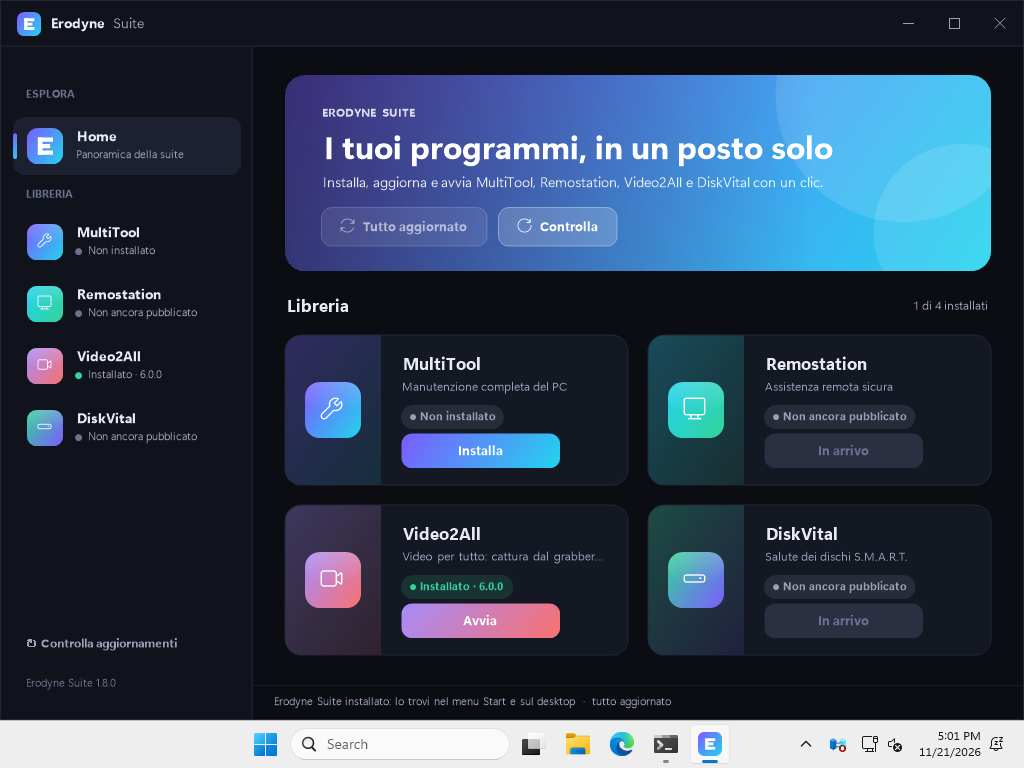 Erodyne Suite
ESPLORA
Home
Panoramica della suite
LIBRERIA
MultiTool
Non installato
Remostation
Non ancora pubblicato
Video2All
Installato · 6.0.0
DiskVital
Non ancora pubblicato
Controlla aggiornamenti
Erodyne Suite 1.8.0
ERODYNE SUITE
I tuoi programmi, in un posto solo
Installa, aggiorna e avvia MultiTool, Remostation, Video2All e DiskVital con un clic.
Tutto aggiornato
Controlla
Libreria
1 di 4 installati
MultiTool
Manutenzione completa del PC
Non installato
Installa
Remostation
Assistenza remota sicura
Non ancora pubblicato
In arrivo
Video2All
Video per tutto: cattura dal grabber...
Installato · 6.0.0
Avvia
DiskVital
Salute dei dischi S.M.A.R.T.
Non ancora pubblicato
In arrivo
Erodyne Suite installato: lo trovi nel menu Start e sul desktop · tutto aggiornato
Search
5:01 PM
11/21/2026